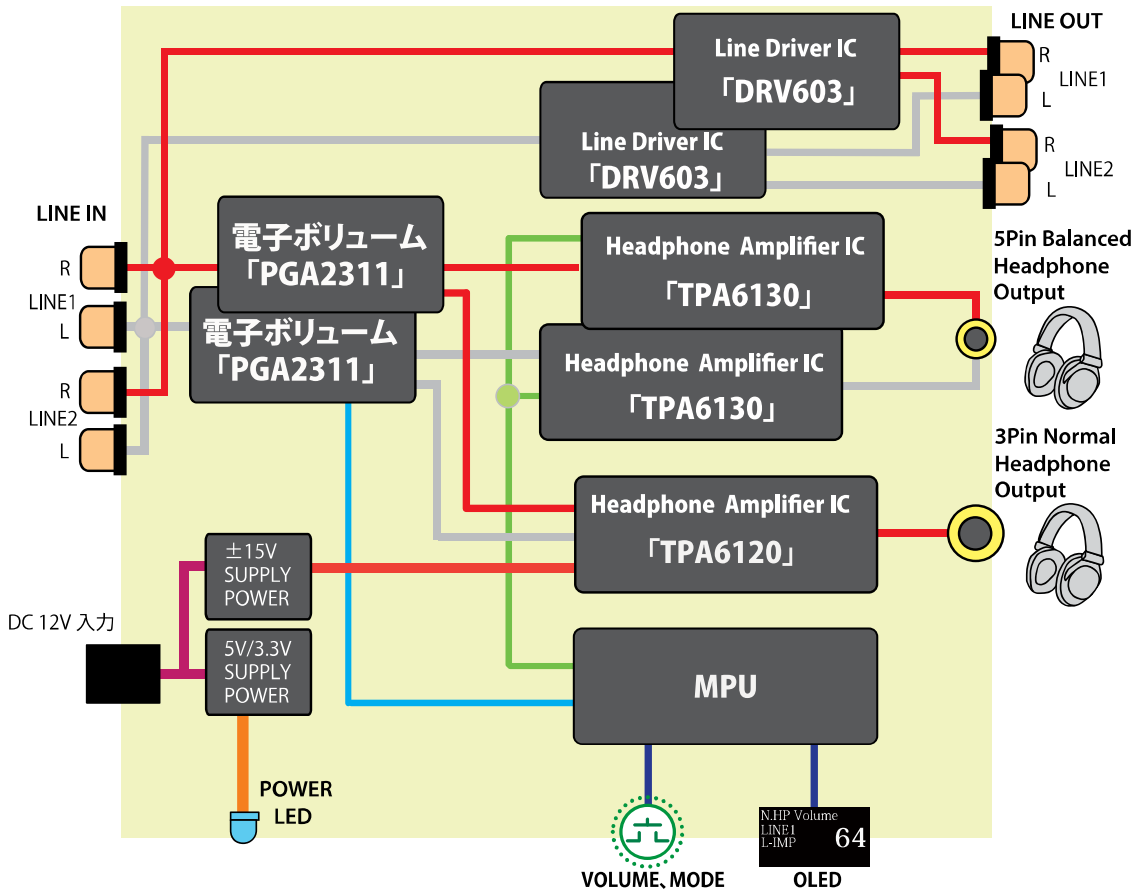 LINE OUT
Line Driver IC
「DRV603」
R
LINE1
L
Line Driver IC
「DRV603」
R
LINE2
L
LINE IN
R
LINE1
L
R
LINE2
L
電子ボリューム
「PGA2311」
電子ボリューム
「PGA2311」
Headphone Amplifier IC
「TPA6130」
Headphone Amplifier IC
「TPA6130」
5Pin Balanced
Headphone
Output
3Pin Normal
Headphone
Output
Headphone Amplifier IC
「TPA6120」
±15V
SUPPLY
POWER
DC 12V 入力
5V/3.3V
SUPPLY
POWER
MPU
POWER
LED
N.HP Volume
LINE1
L-IMP
64
VOLUME、MODE
OLED